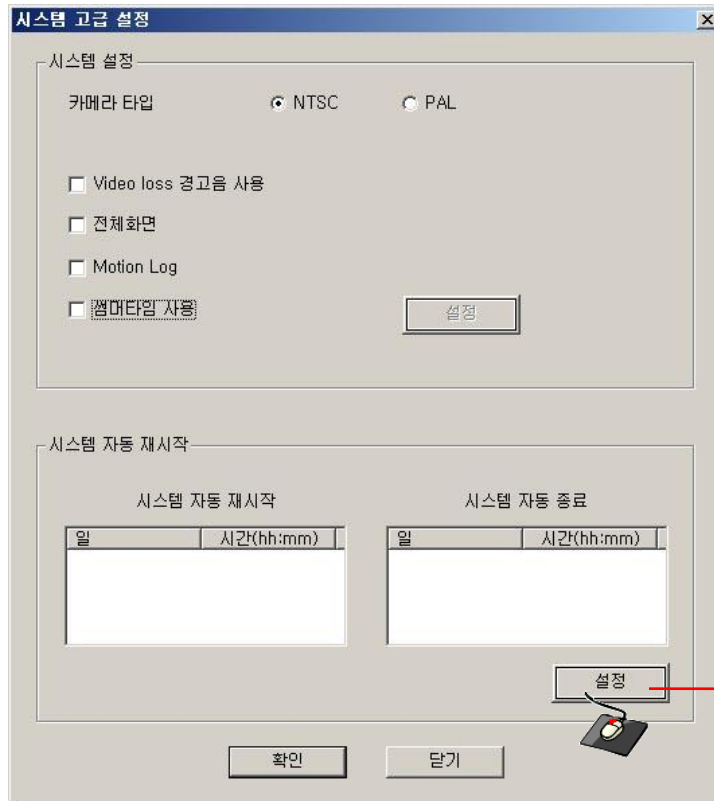 시스템 고급 설정
시스템 설정
카메라 타입 NTSC PAL
Video loss 경고음 사용
전체화면
Motion Log
썸머타임 사용 설정
시스템 자동 재시작
시스템 자동 재시작 시스템 자동 종료
일 시간(hh:mm) 일 시간(hh:mm)
설정
확인 닫기